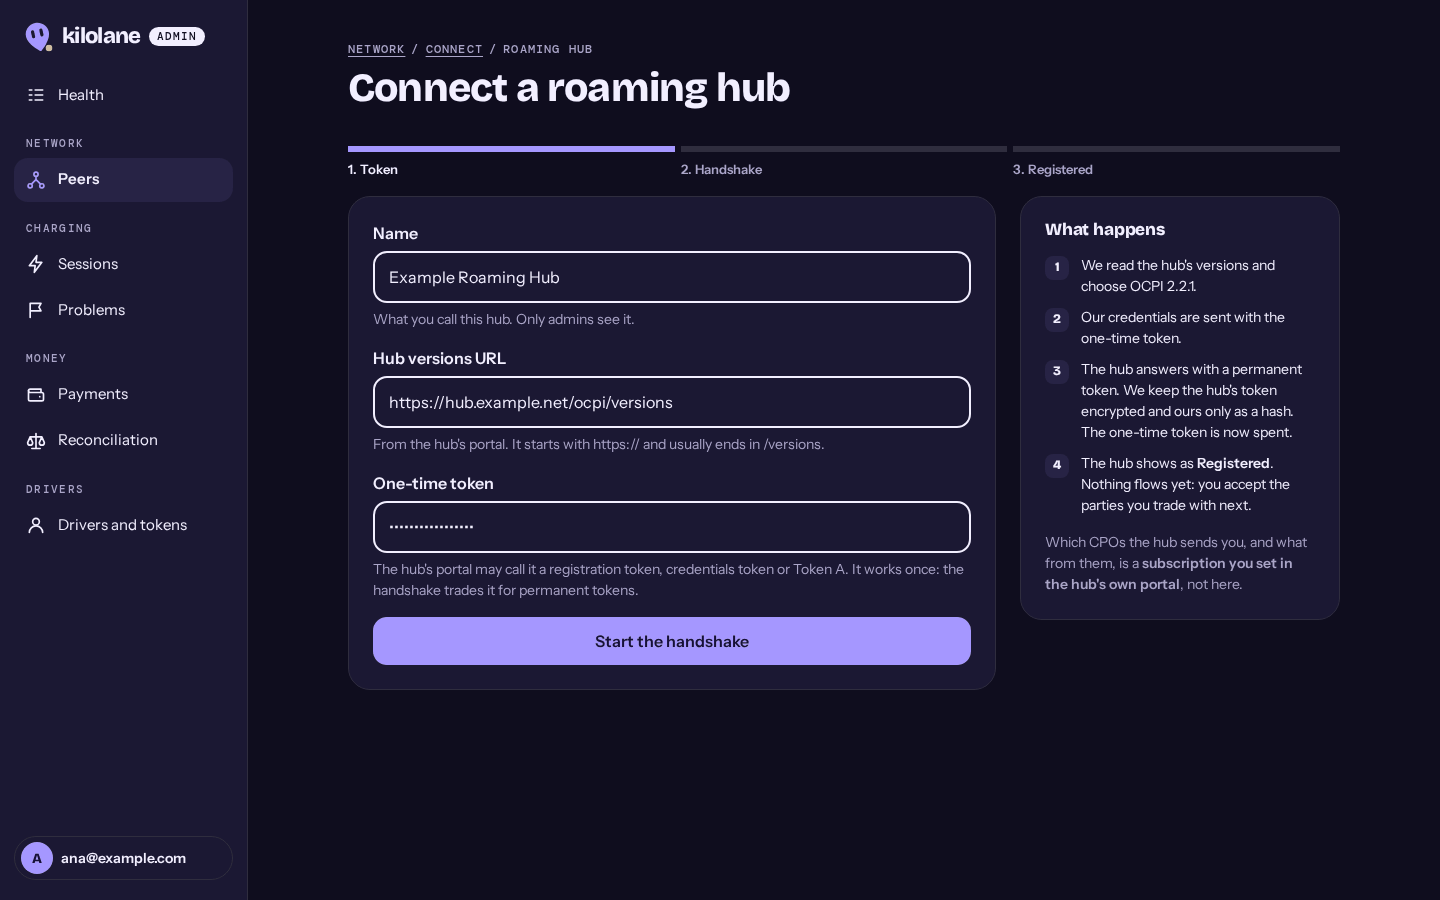 kilolane ADMIN
Health
NETWORK
Peers
CHARGING
Sessions
Problems
MONEY
Payments
Reconciliation
DRIVERS
Drivers and tokens
A ana@example.com
NETWORK / CONNECT / ROAMING HUB
Connect a roaming hub
1. Token
2. Handshake
3. Registered
Name
Example Roaming Hub
What you call this hub. Only admins see it.
Hub versions URL
https://hub.example.net/ocpi/versions
From the hub's portal. It starts with https:// and usually ends in /versions.
One-time token
•••••••••••••••••
The hub's portal may call it a registration token, credentials token or Token A. It works once: the
handshake trades it for permanent tokens.
Start the handshake
What happens
1 We read the hub's versions and
choose OCPI 2.2.1.
2 Our credentials are sent with the
one-time token.
3 The hub answers with a permanent
token. We keep the hub's token
encrypted and ours only as a hash.
The one-time token is now spent.
4 The hub shows as Registered.
Nothing flows yet: you accept the
parties you trade with next.
Which CPOs the hub sends you, and what
from them, is a subscription you set in
the hub's own portal, not here.